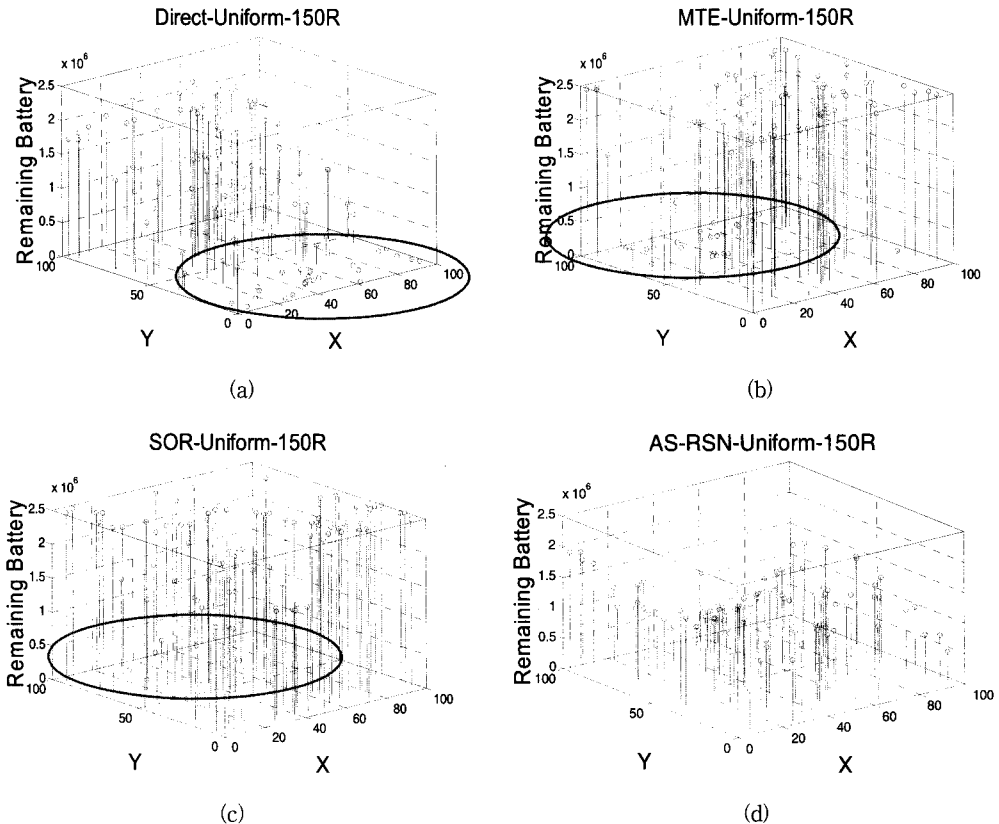 Direct-Uniform-150R
x 10^6
Remaining Battery
2.5
2
1.5
1
0.5
0
100
50
0
Y
0
20
40
60
80
100
X
(a)
MTE-Uniform-150R
x 10^6
Remaining Battery
2.5
2
1.5
1
0.5
0
100
50
0
Y
0
20
40
60
80
100
X
(b)
SOR-Uniform-150R
x 10^6
Remaining Battery
2.5
2
1.5
1
0.5
0
100
50
0
Y
0
20
40
60
80
100
X
(c)
AS-RSN-Uniform-150R
x 10^6
Remaining Battery
2.5
2
1.5
1
0.5
0
100
50
0
Y
0
20
40
60
80
100
X
(d)